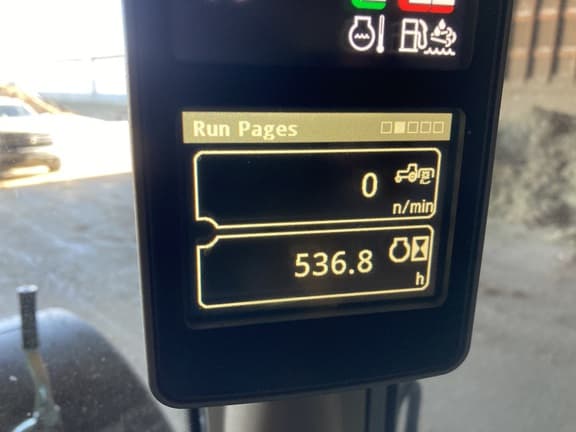 Run Pages
0
n/min
536.8
h